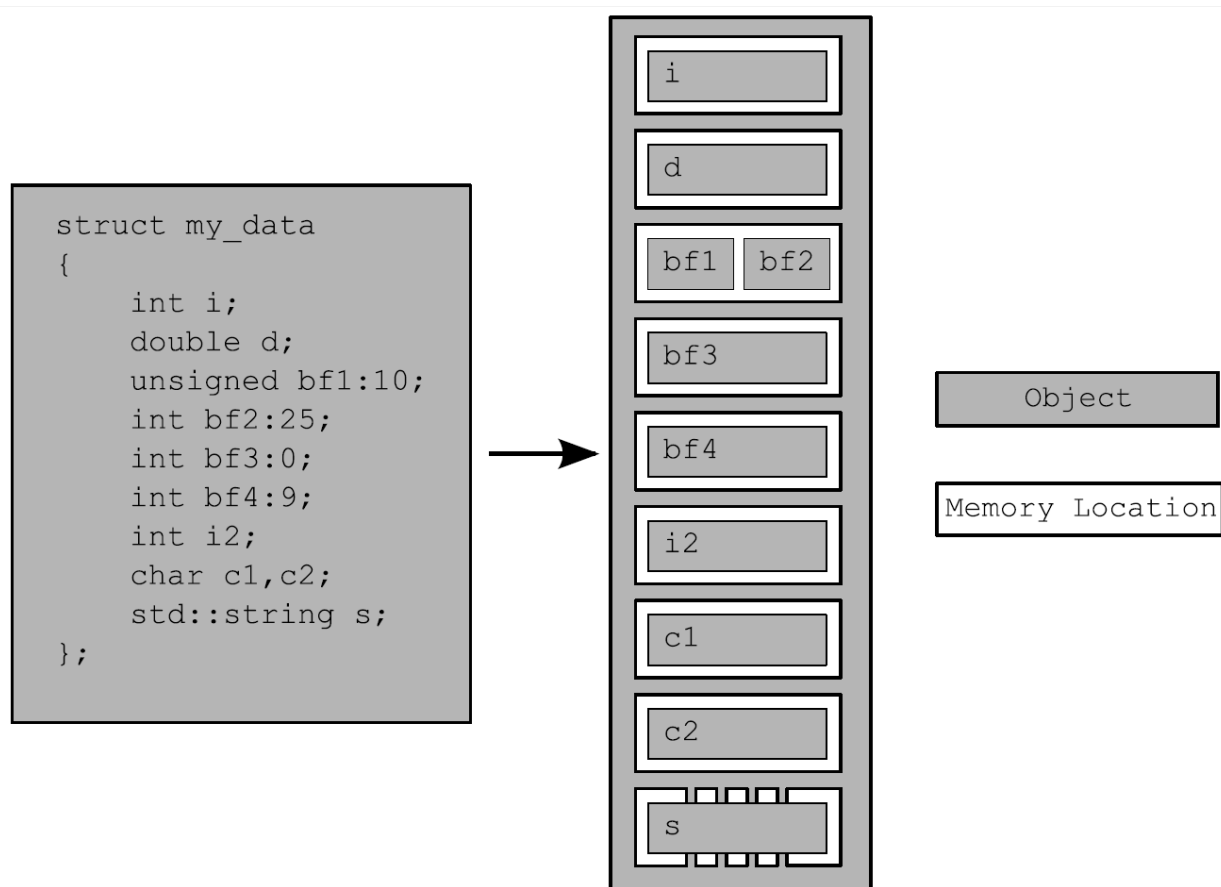 struct my_data
{
int i;
double d;
unsigned bf1:10;
int bf2:25;
int bf3:0;
int bf4:9;
int i2;
char c1,c2;
std::string s;
};
i
d
bf1 bf2
bf3
bf4
i2
c1
c2
s
Object
Memory Location